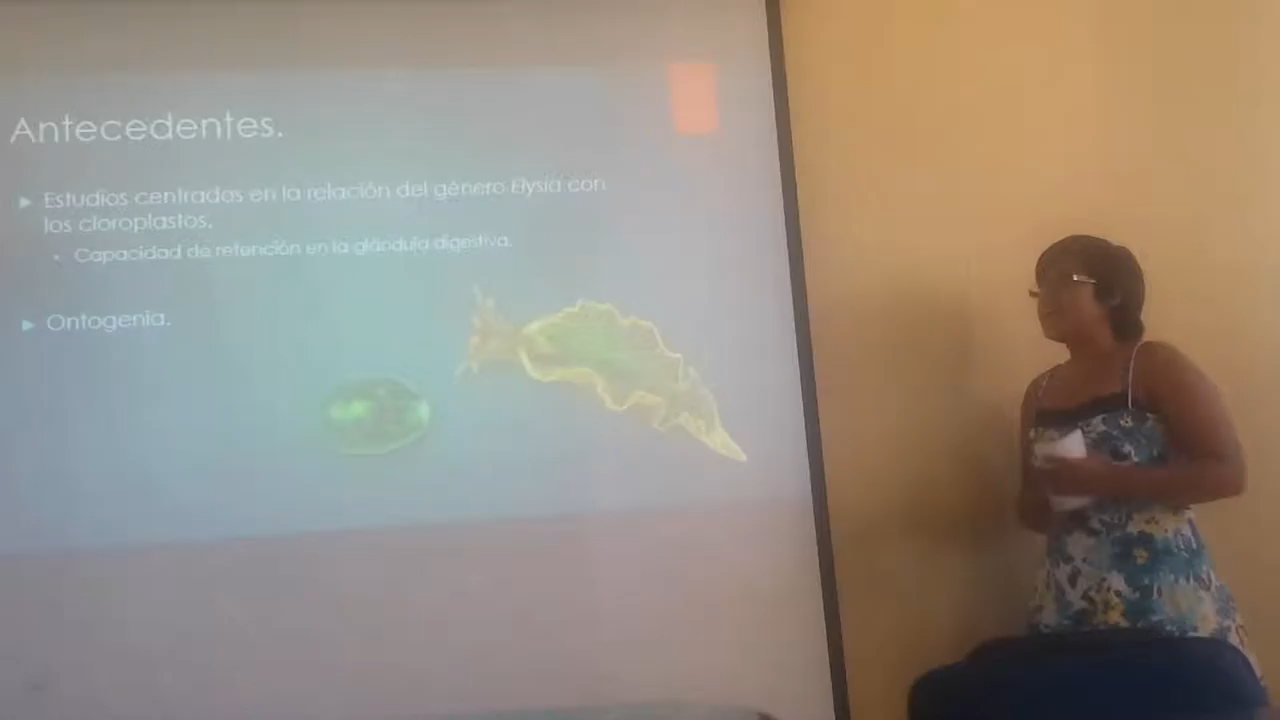 Antecedentes.
Estudios centrados en la relación del género Elysia con
los cloroplastos.
Capacidad de retención en la glándula digestiva.
Ontogenia.